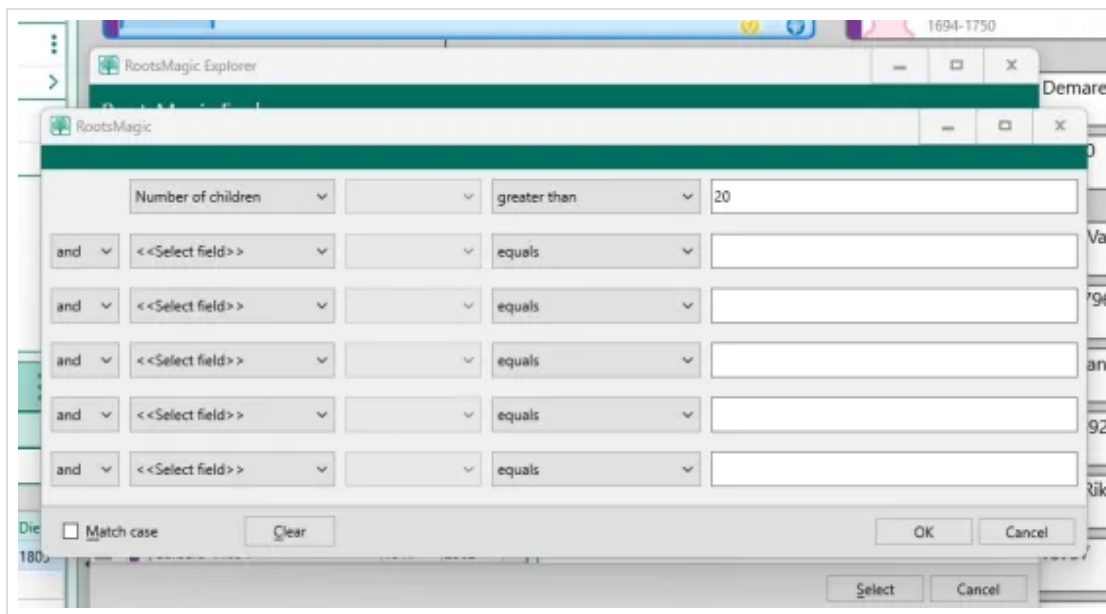 1694-1750
RootsMagic Explorer
Demare
RootsMagic
Number of children greater than 20
and <<Select field>> equals
and <<Select field>> equals
and <<Select field>> equals
and <<Select field>> equals
and <<Select field>> equals
Match case Clear OK Cancel
Die
1805
Select Cancel